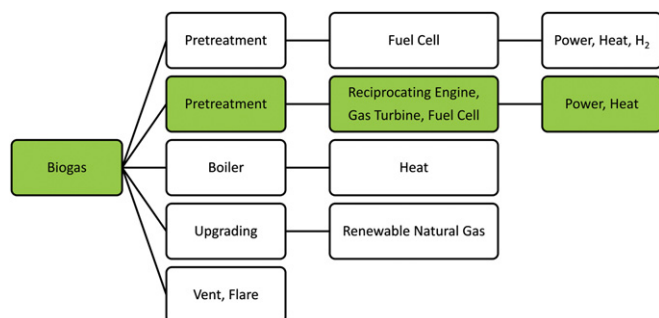 Pretreatment
Fuel Cell
Power, Heat, H₂
Pretreatment
Reciprocating Engine,
Gas Turbine, Fuel Cell
Power, Heat
Biogas
Boiler
Heat
Upgrading
Renewable Natural Gas
Vent, Flare